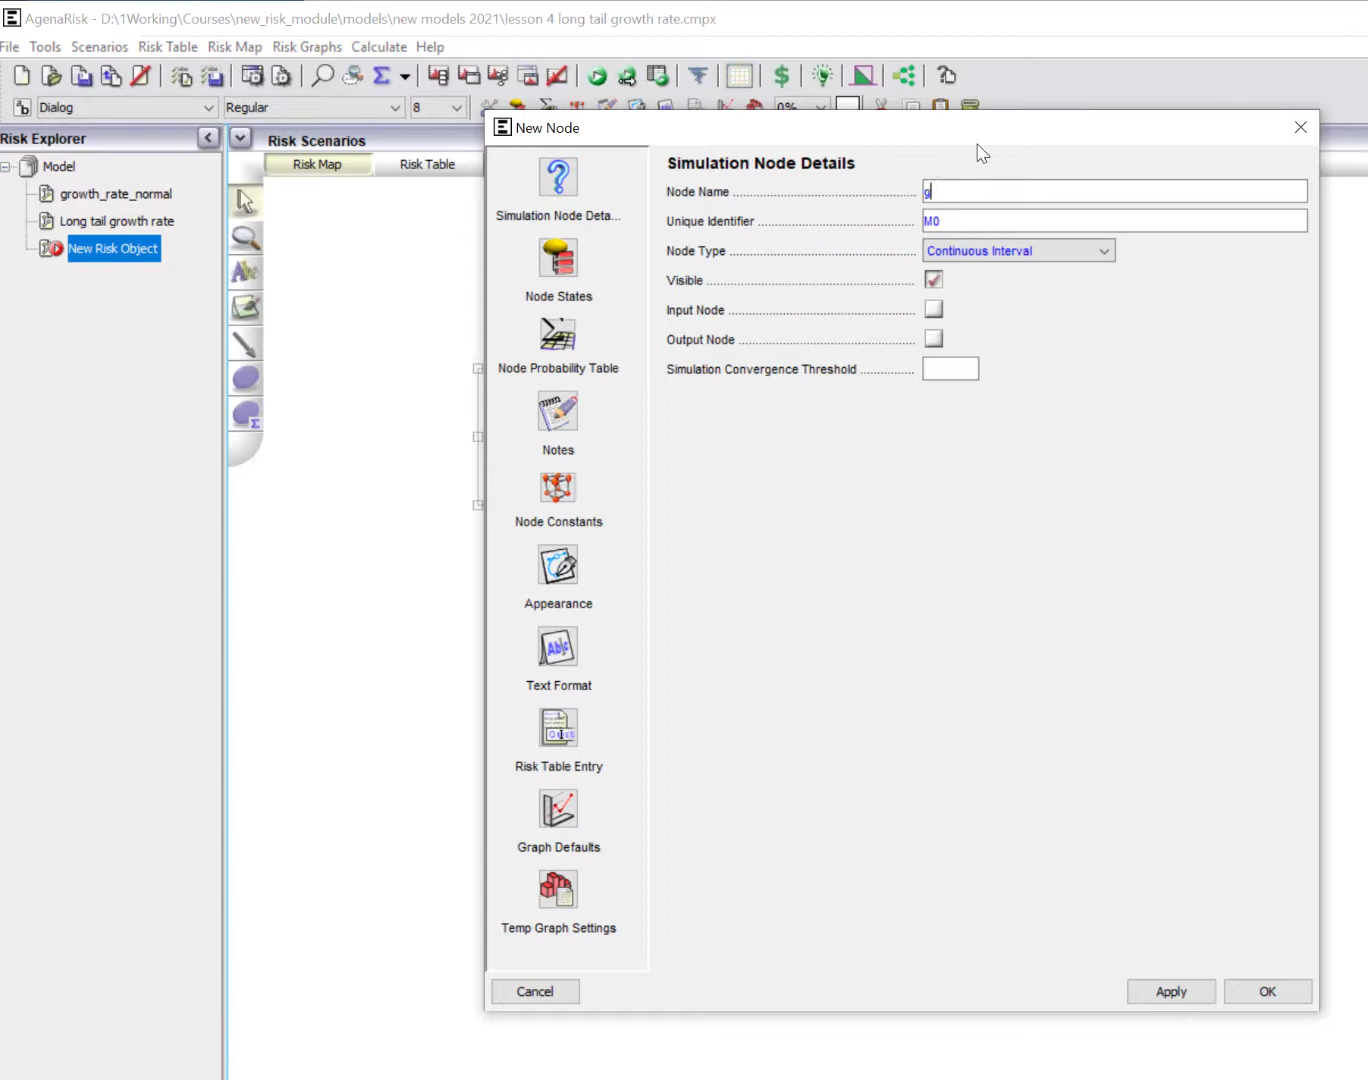 AgenaRisk - D:\1Working\Courses\new_risk_module\models\new models 2021\lesson 4 long tail growth rate.cmpx
File Tools Scenarios Risk Table Risk Map Risk Graphs Calculate Help
Dialog Regular 8 0%
Risk Explorer
Model
growth_rate_normal
Long tail growth rate
New Risk Object
Risk Scenarios
Risk Map Risk Table
New Node
Simulation Node Deta...
Node States
Node Probability Table
Notes
Node Constants
Appearance
Text Format
Risk Table Entry
Graph Defaults
Temp Graph Settings
Simulation Node Details
Node Name ........................................ g
Unique Identifier ........................................ M0
Node Type ........................................ Continuous Interval
Visible ........................................
Input Node ........................................
Output Node ........................................
Simulation Convergence Threshold .............
Cancel Apply OK